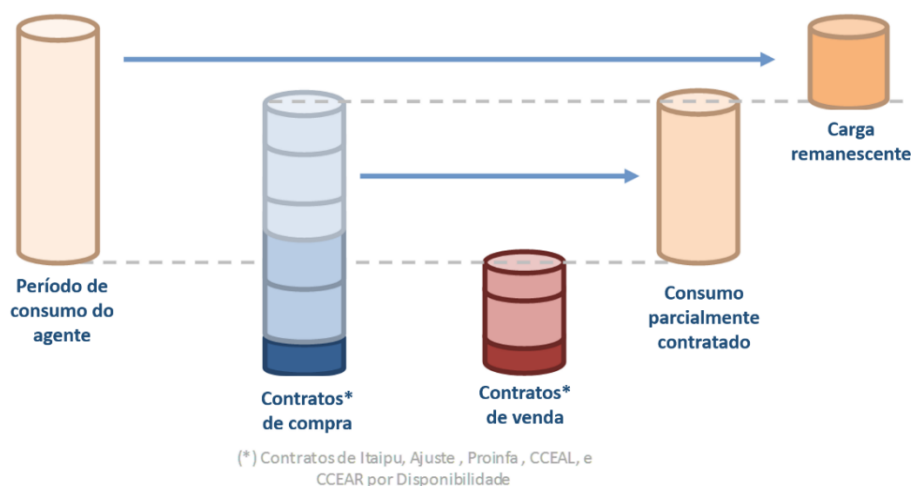 Carga
remanescente
Período de
consumo do
agente
Consumo
parcialmente
contratado
Contratos*
de compra
Contratos*
de venda
(*) Contratos de Itaipu, Ajuste , Proinfa , CCEAL, e
CCEAR por Disponibilidade